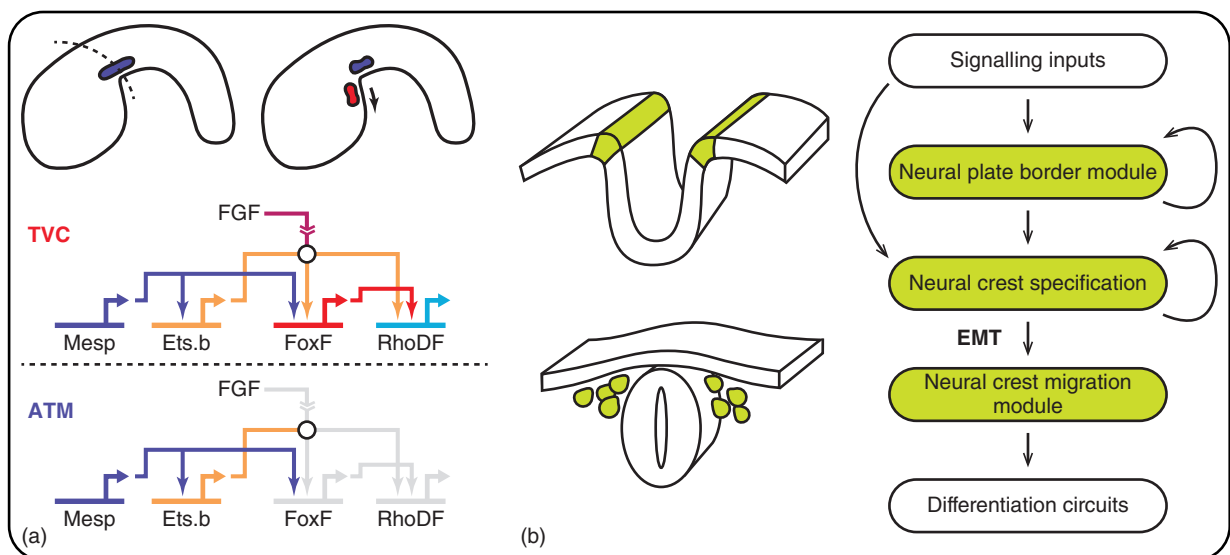 TVC
FGF
Mesp
Ets.b
FoxF
RhoDF
ATM
FGF
Mesp
Ets.b
FoxF
RhoDF
(a)
(b)
Signalling inputs
Neural plate border module
Neural crest specification
EMT
Neural crest migration
module
Differentiation circuits